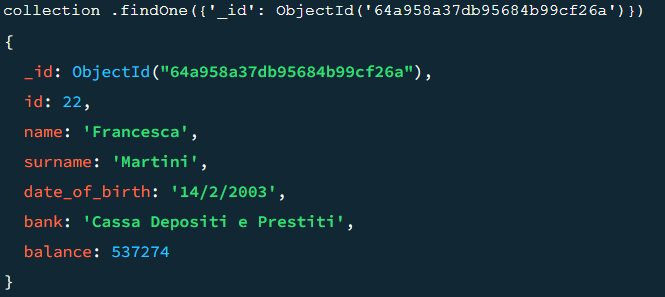 collection .findOne({'_id': ObjectId('64a958a37db95684b99cf26a')})
{
_id: ObjectId("64a958a37db95684b99cf26a"),
id: 22,
name: 'Francesca',
surname: 'Martini',
date_of_birth: '14/2/2003',
bank: 'Cassa Depositi e Prestiti',
balance: 537274
}